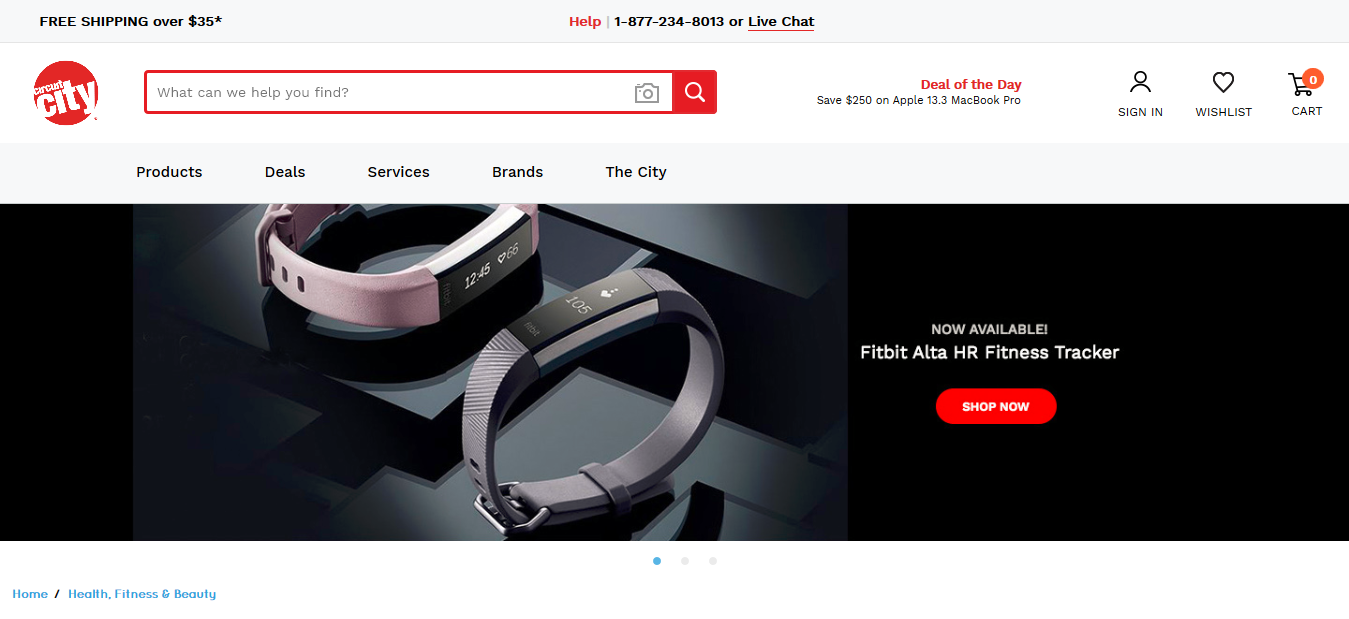 FREE SHIPPING over $35*
Help | 1-877-234-8013 or Live Chat
circuit
city
What can we help you find?
Deal of the Day
Save $250 on Apple 13.3 MacBook Pro
SIGN IN
WISHLIST
0
CART
Products
Deals
Services
Brands
The City
12:45
66
fitbit
105
fitbit
NOW AVAILABLE!
Fitbit Alta HR Fitness Tracker
SHOP NOW
Home / Health, Fitness & Beauty